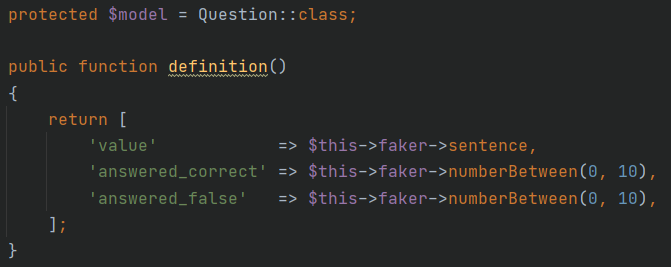 protected $model = Question::class;
public function definition()
{
    return [
        'value'            => $this->faker->sentence,
        'answered_correct' => $this->faker->numberBetween(0, 10),
        'answered_false'   => $this->faker->numberBetween(0, 10),
    ];
}